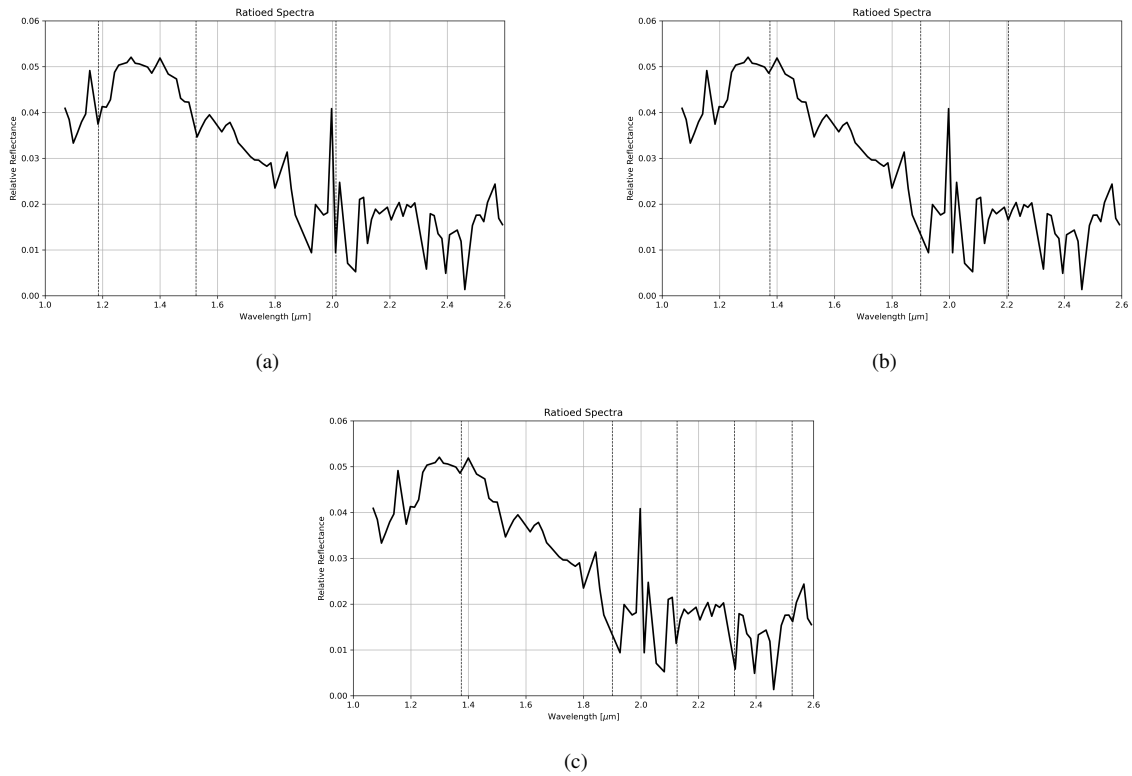 Ratioed Spectra
0.06
0.05
0.04
0.03
0.02
0.01
0.00
Relative Reflectance
1.0 1.2 1.4 1.6 1.8 2.0 2.2 2.4 2.6
Wavelength [μm]
(a)
Ratioed Spectra
0.06
0.05
0.04
0.03
0.02
0.01
0.00
Relative Reflectance
1.0 1.2 1.4 1.6 1.8 2.0 2.2 2.4 2.6
Wavelength [μm]
(b)
Ratioed Spectra
0.06
0.05
0.04
0.03
0.02
0.01
0.00
Relative Reflectance
1.0 1.2 1.4 1.6 1.8 2.0 2.2 2.4 2.6
Wavelength [μm]
(c)